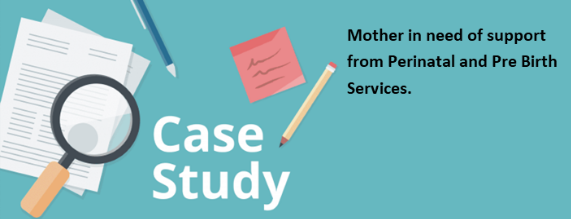 Mother in need of support
from Perinatal and Pre Birth
Services.
Case
Study